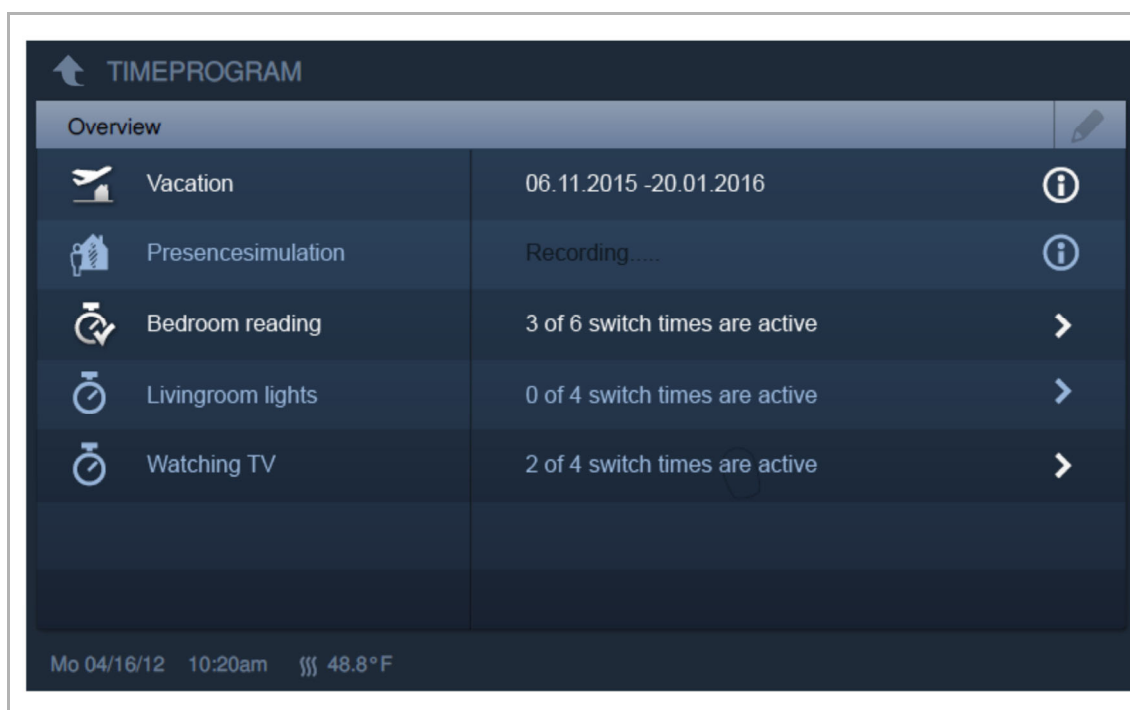 TIMEPROGRAM
Overview
Vacation 06.11.2015 -20.01.2016
Presencesimulation Recording.....
Bedroom reading 3 of 6 switch times are active
Livingroom lights 0 of 4 switch times are active
Watching TV 2 of 4 switch times are active
Mo 04/16/12 10:20am 48.8°F